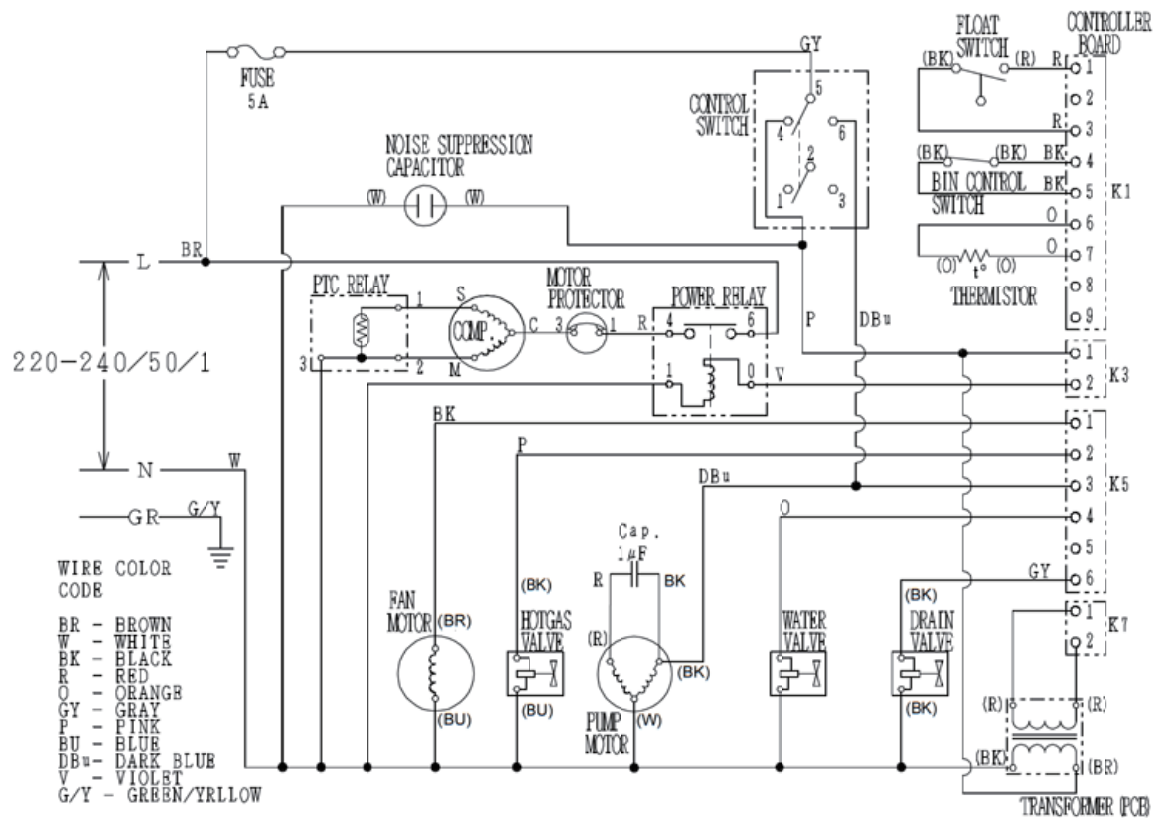 FUSE
5A
GY
CONTROL
SWITCH
5
4
6
2
1
3
FLOAT
SWITCH
CONTROLLER
BOARD
(BK)
(R)
R
1
2
R
3
(BK)
(BK)
BK
4
BIN CONTROL
SWITCH
BK
5
K1
O
6
O
7
(O)
t°
(O)
THERMISTOR
8
9
NOISE SUPPRESSION
CAPACITOR
(W)
(W)
L
BR
PTC RELAY
1
S
COMP.
C
MOTOR
PROTECTOR
3
1
R
POWER RELAY
4
6
P
DBu
3
2
M
1
0
V
1
2
K3
220-240/50/1
BK
1
P
2
DBu
3
K5
O
4
5
GY
6
N
W
GR
G/Y
Cap.
1µF
R
BK
FAN
MOTOR
(BR)
(BU)
(BK)
HOTGAS
VALVE
(BU)
(R)
(BK)
PUMP
MOTOR
(W)
WATER
VALVE
(BK)
DRAIN
VALVE
(BK)
1
K7
2
(R)
(R)
(BK)
(BR)
TRANSFORMER (PCB)
WIRE COLOR
CODE
BR - BROWN
W - WHITE
BK - BLACK
R - RED
O - ORANGE
GY - GRAY
P - PINK
BU - BLUE
DBu- DARK BLUE
V - VIOLET
G/Y - GREEN/YRLLOW